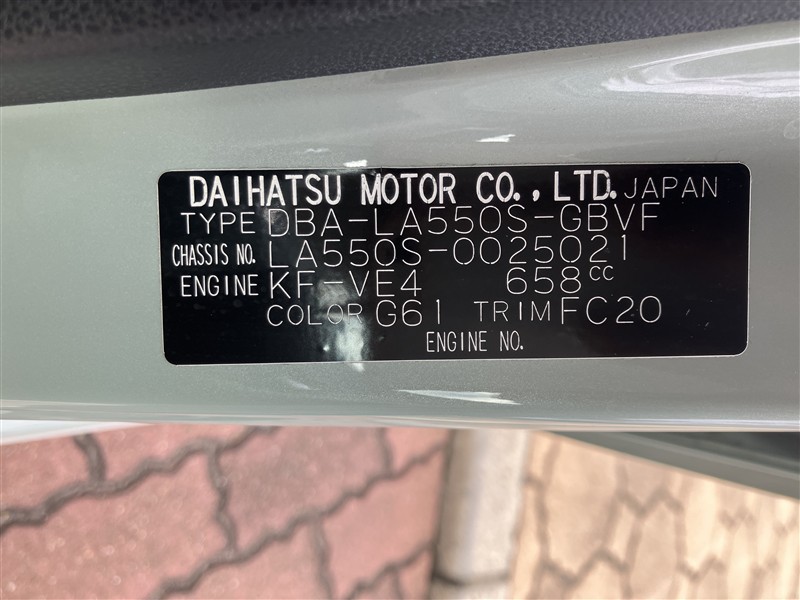 DAIHATSU MOTOR CO., LTD. JAPAN
TYPE DBA-LA550S-GBVF
CHASSIS NO. LA550S-0025021
ENGINE KF-VE4 658cc
COLOR G61 TRIM FC20
ENGINE NO.